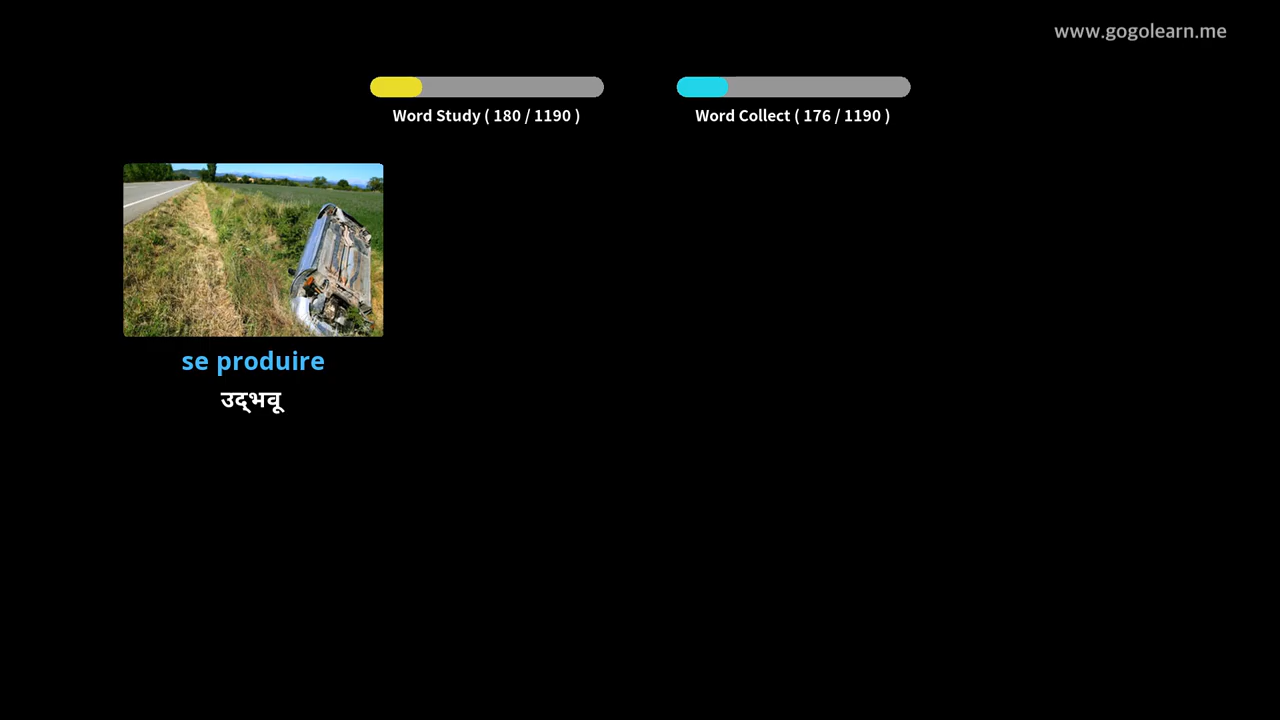 www.gogolearn.me
Word Study ( 180 / 1190 )
Word Collect ( 176 / 1190 )
se produire
उद्‌भवू